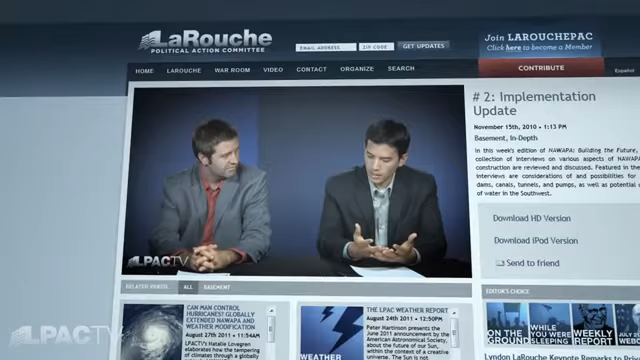 LaRouche
POLITICAL ACTION COMMITTEE
EMAIL ADDRESS
ZIP CODE
GET UPDATES
Join LAROUCHEPAC
Click here to become a Member
HOME LAROUCHE WAR ROOM VIDEO CONTACT ORGANIZE SEARCH
CONTRIBUTE
Español
# 2: Implementation
Update
November 15th, 2010 • 1:13 PM
Basement, In-Depth
In this week's edition of NAWAPA: Building the Future,
collection of interviews on various aspects of NAWAPA
construction are reviewed and discussed. Featured in the
interviews are considerations of and possibilities for
dams, canals, tunnels, and pumps, as well as potential
of water in the Southwest.
Download HD Version
Download iPod Version
Send to friend
LPACTV
RELATED VIDEOS ALL BASEMENT
EDITOR'S CHOICE
CAN MAN CONTROL
HURRICANES? GLOBALLY
EXTENDED NAWAPA AND
WEATHER MODIFICATION
August 27th 2011 • 11:54AM
LPACTV's Natalie Lovegren
elaborates how the tempering
of climates through a globally
THE LPAC WEATHER REPORT
August 24th 2011 • 12:50PM
Peter Martinson presents the
June 2011 announcement by the
American Astronomical Society,
about the future of our Sun,
within the context of a creative
universe. The Sun is not
WEATHER
ON THE
GROUND
WHILE
YOU WERE
SLEEPING
WEEKLY
REPORT
Lyndon LaRouche Keynote Remarks to
LPACTV